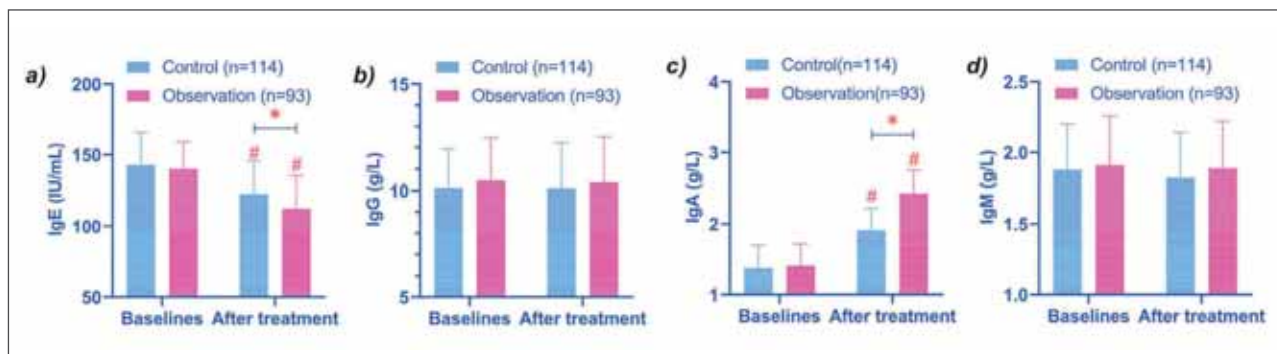 a)
Control (n=114)
Observation (n=93)
IgE (IU/mL)
200
150
100
50
*
#
#
Baselines After treatment
b)
Control (n=114)
Observation (n=93)
IgG (g/L)
15
10
5
Baselines After treatment
c)
Control(n=114)
Observation(n=93)
IgA (g/L)
4
3
2
1
*
#
#
Baselines After treatment
d)
Control (n=114)
Observation (n=93)
IgM (g/L)
2.5
2.0
1.5
1.0
Baselines After treatment